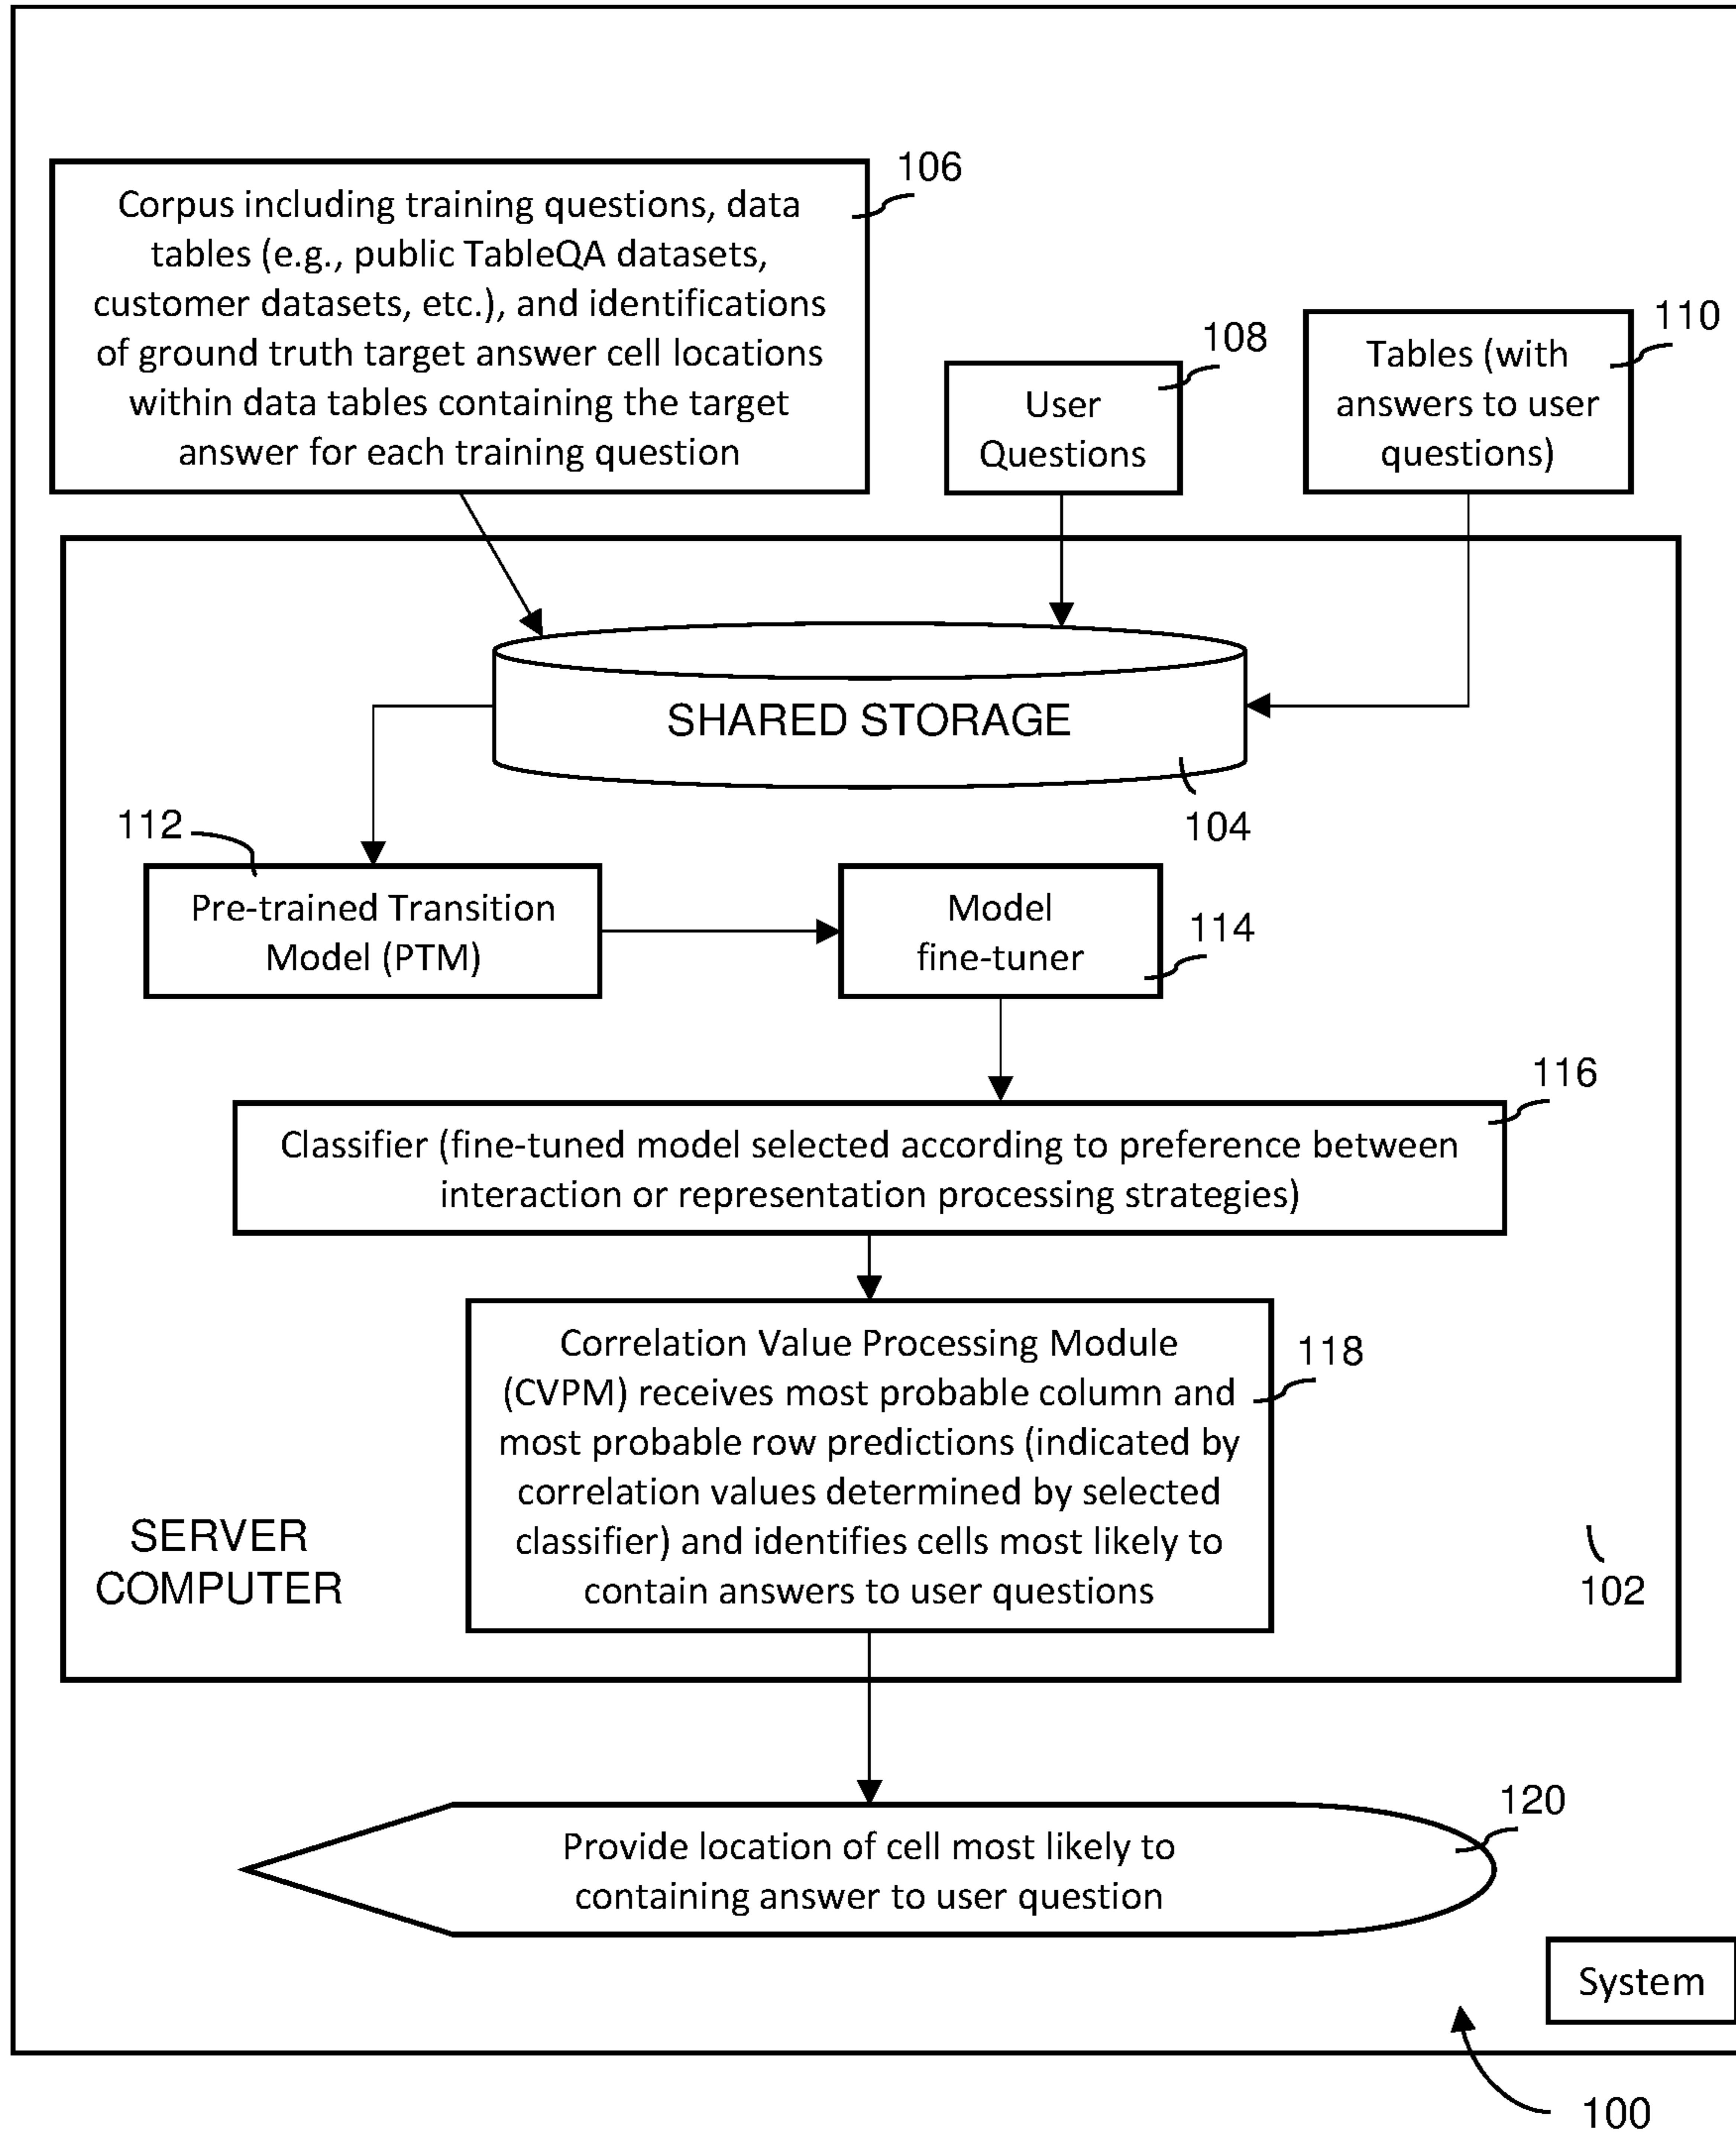 106
Corpus including training questions, data
tables (e.g., public TableQA datasets,
customer datasets, etc.), and identifications
of ground truth target answer cell locations
within data tables containing the target
answer for each training question
108
User
Questions
110
Tables (with
answers to user
questions)
SHARED STORAGE
104
112
Pre-trained Transition
Model (PTM)
Model
fine-tuner
114
116
Classifier (fine-tuned model selected according to preference between
interaction or representation processing strategies)
Correlation Value Processing Module
(CVPM) receives most probable column and
most probable row predictions (indicated by
correlation values determined by selected
classifier) and identifies cells most likely to
contain answers to user questions
118
SERVER
COMPUTER
102
120
Provide location of cell most likely to
containing answer to user question
System
100